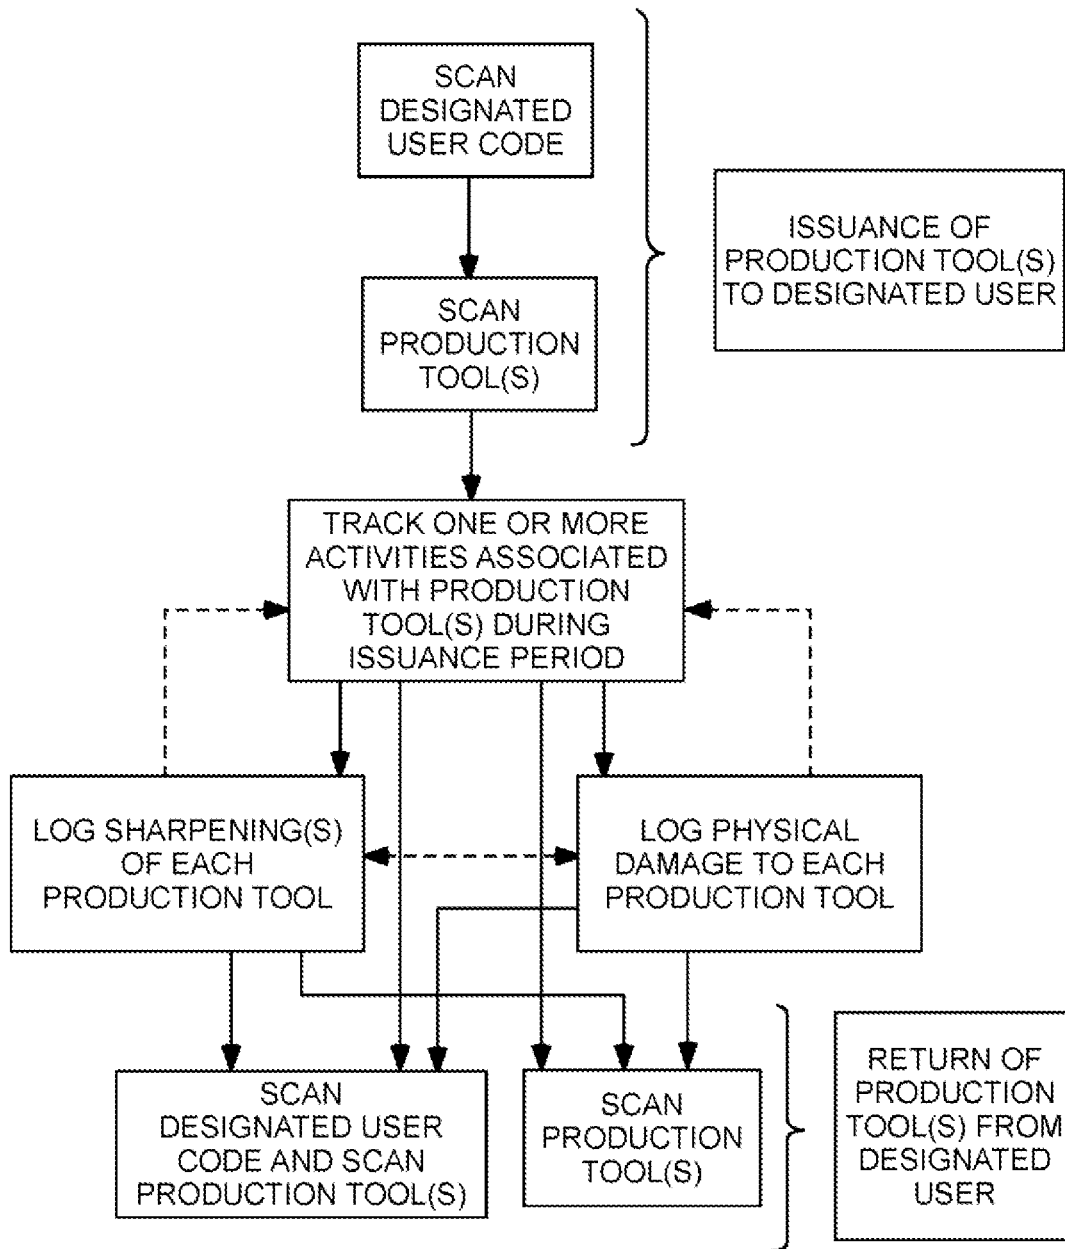 SCAN
DESIGNATED
USER CODE
ISSUANCE OF
PRODUCTION TOOL(S)
TO DESIGNATED USER
SCAN
PRODUCTION
TOOL(S)
TRACK ONE OR MORE
ACTIVITIES ASSOCIATED
WITH PRODUCTION
TOOL(S) DURING
ISSUANCE PERIOD
LOG SHARPENING(S)
OF EACH
PRODUCTION TOOL
LOG PHYSICAL
DAMAGE TO EACH
PRODUCTION TOOL
SCAN
DESIGNATED USER
CODE AND SCAN
PRODUCTION TOOL(S)
SCAN
PRODUCTION
TOOL(S)
RETURN OF
PRODUCTION
TOOL(S) FROM
DESIGNATED
USER